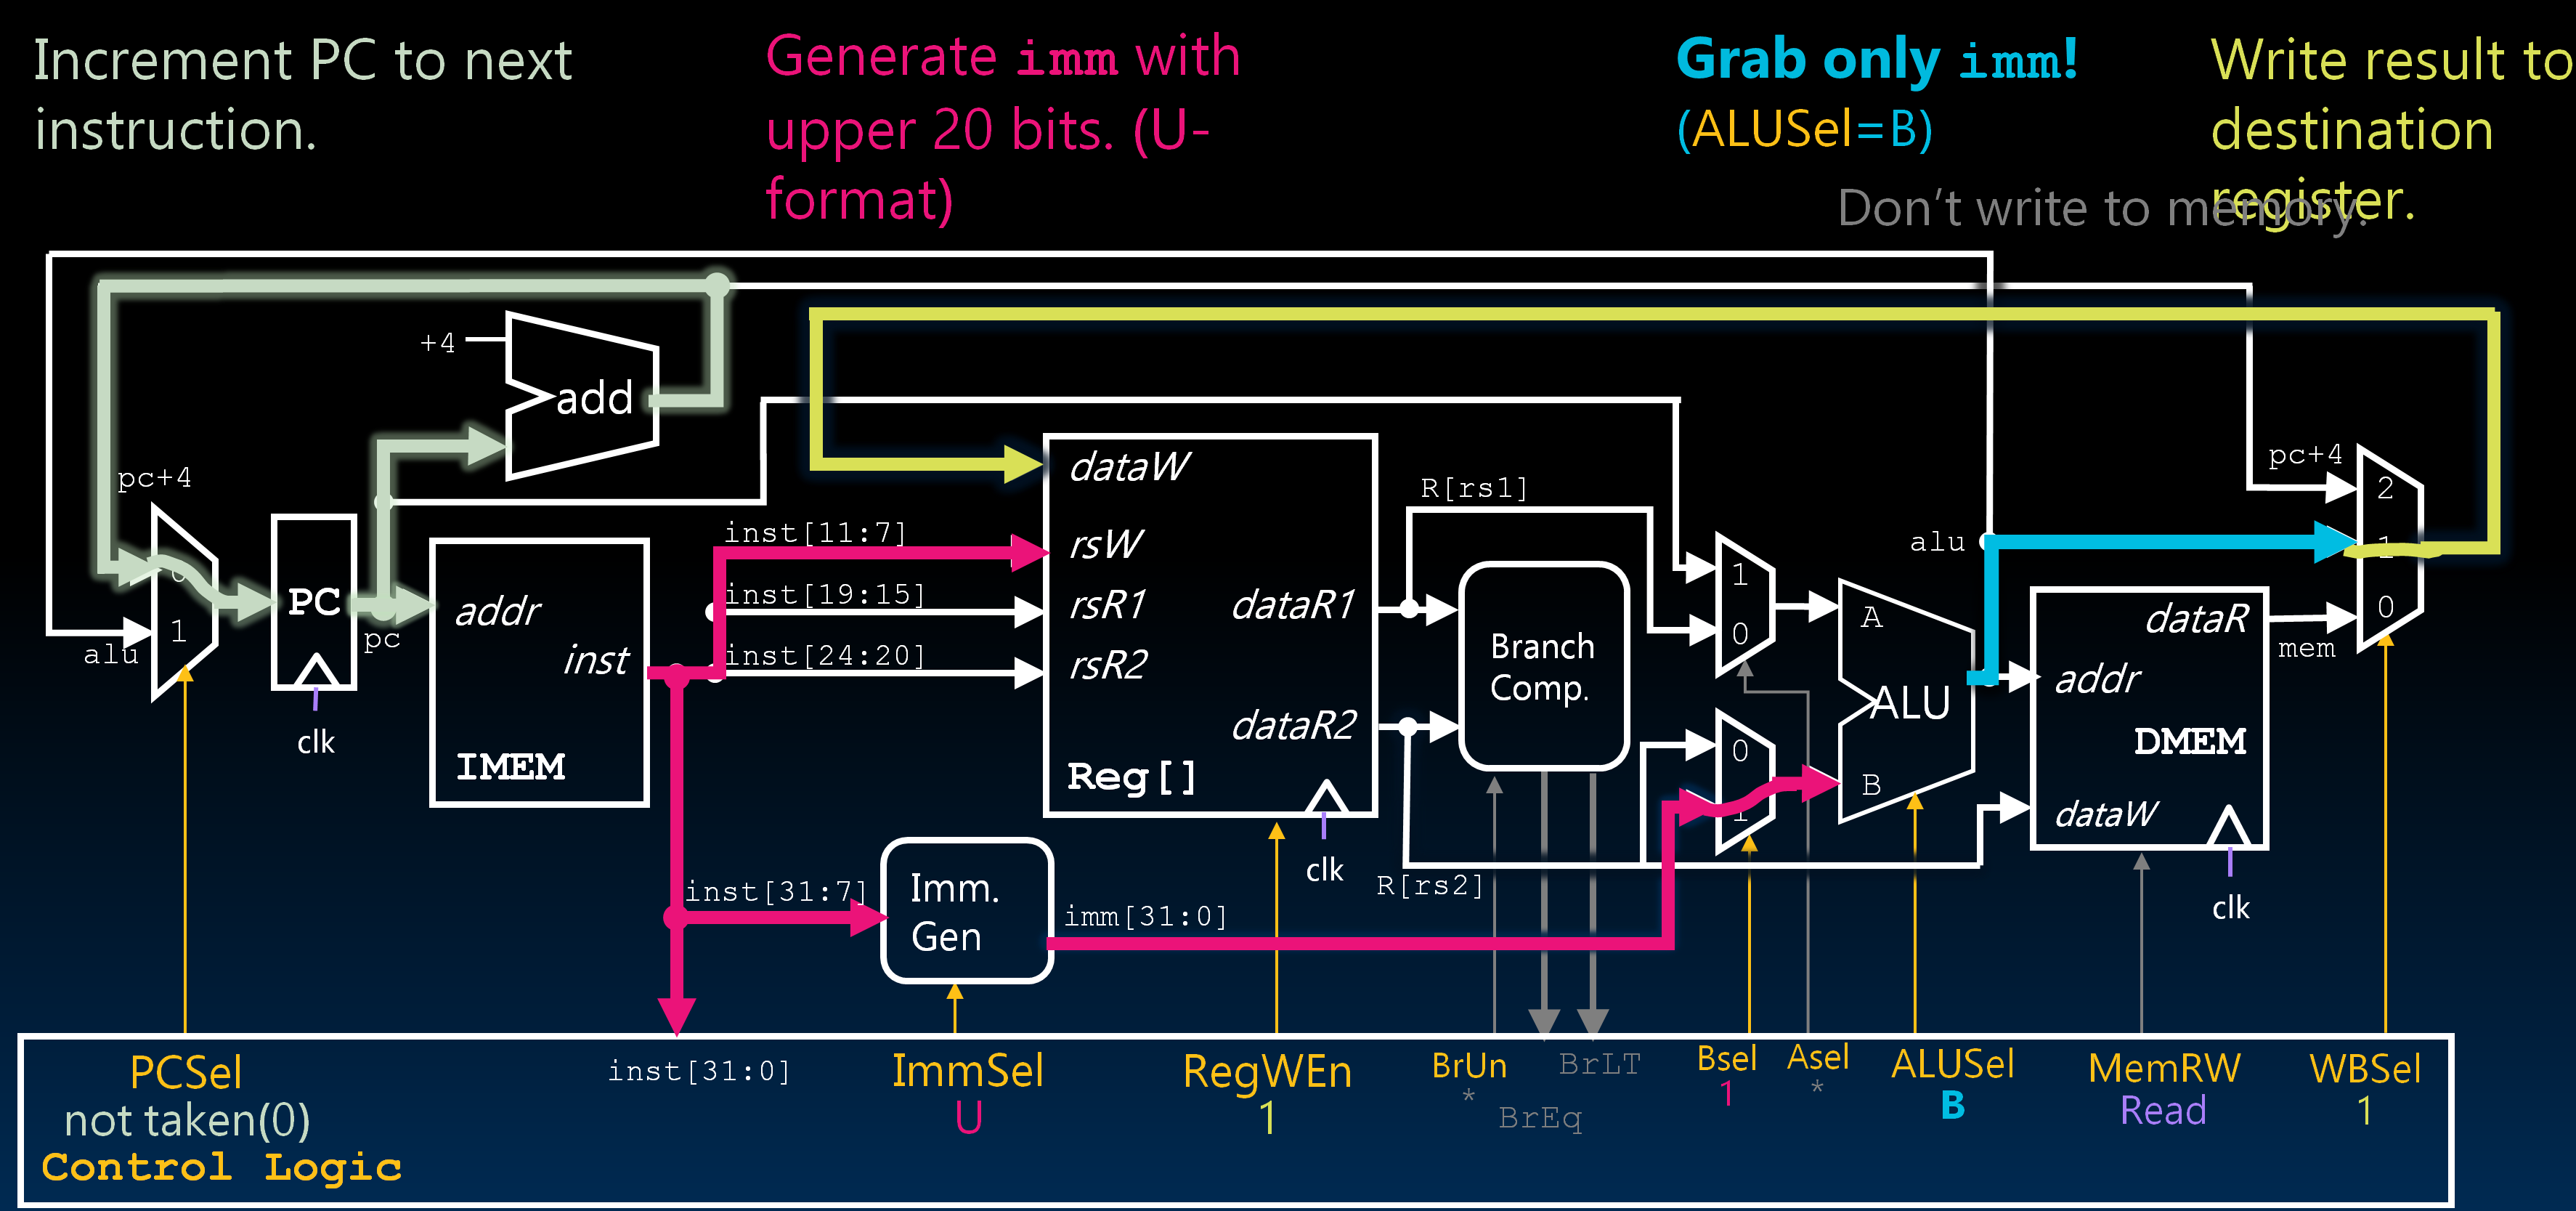 Increment PC to next
instruction.
Generate imm with
upper 20 bits. (U-
format)
Grab only imm!
(ALUSel=B)
Write result to
destination
register.
Don't write to memory.
+4
add
pc+4
0
1
alu
PC
clk
pc
addr
inst
IMEM
inst[11:7]
inst[19:15]
inst[24:20]
inst[31:7]
dataW
rsW
rsR1
rsR2
dataR1
dataR2
Reg[]
clk
Imm.
Gen
imm[31:0]
R[rs1]
R[rs2]
Branch
Comp.
1
0
0
1
A
B
ALU
alu
addr
dataR
DMEM
dataW
clk
mem
pc+4
2
1
0
PCSel
not taken(0)
Control Logic
inst[31:0]
ImmSel
U
RegWEn
1
BrUn
*
BrEq
BrLT
Bsel
1
Asel
*
ALUSel
B
MemRW
Read
WBSel
1